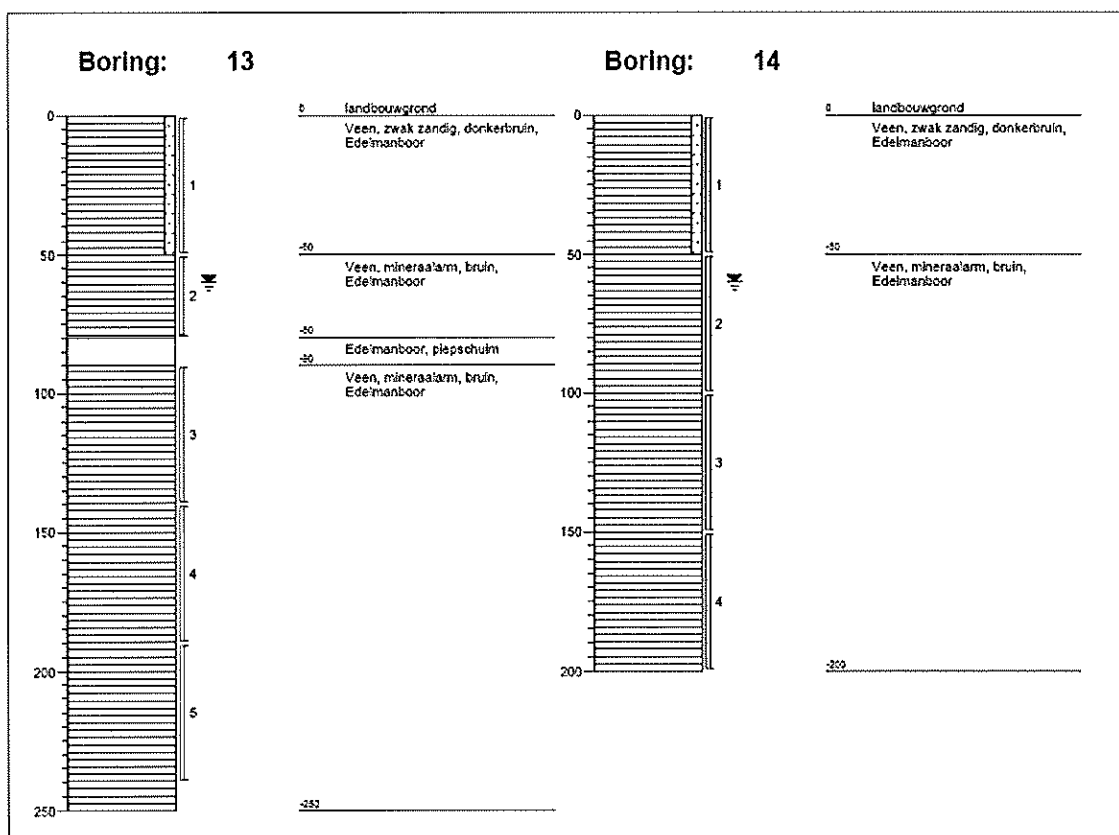 Boring: 13
0 landbouwgrond
Veen, zwak zandig, donkerbruin,
Edelmanboor
-50
Veen, mineraalarm, bruin,
Edelmanboor
-80
Edelmanboor, piepschuim
-90
Veen, mineraalarm, bruin,
Edelmanboor
-250
0
50
100
150
200
250
1
2
3
4
5
Boring: 14
0 landbouwgrond
Veen, zwak zandig, donkerbruin,
Edelmanboor
-50
Veen, mineraalarm, bruin,
Edelmanboor
-200
0
50
100
150
200
1
2
3
4